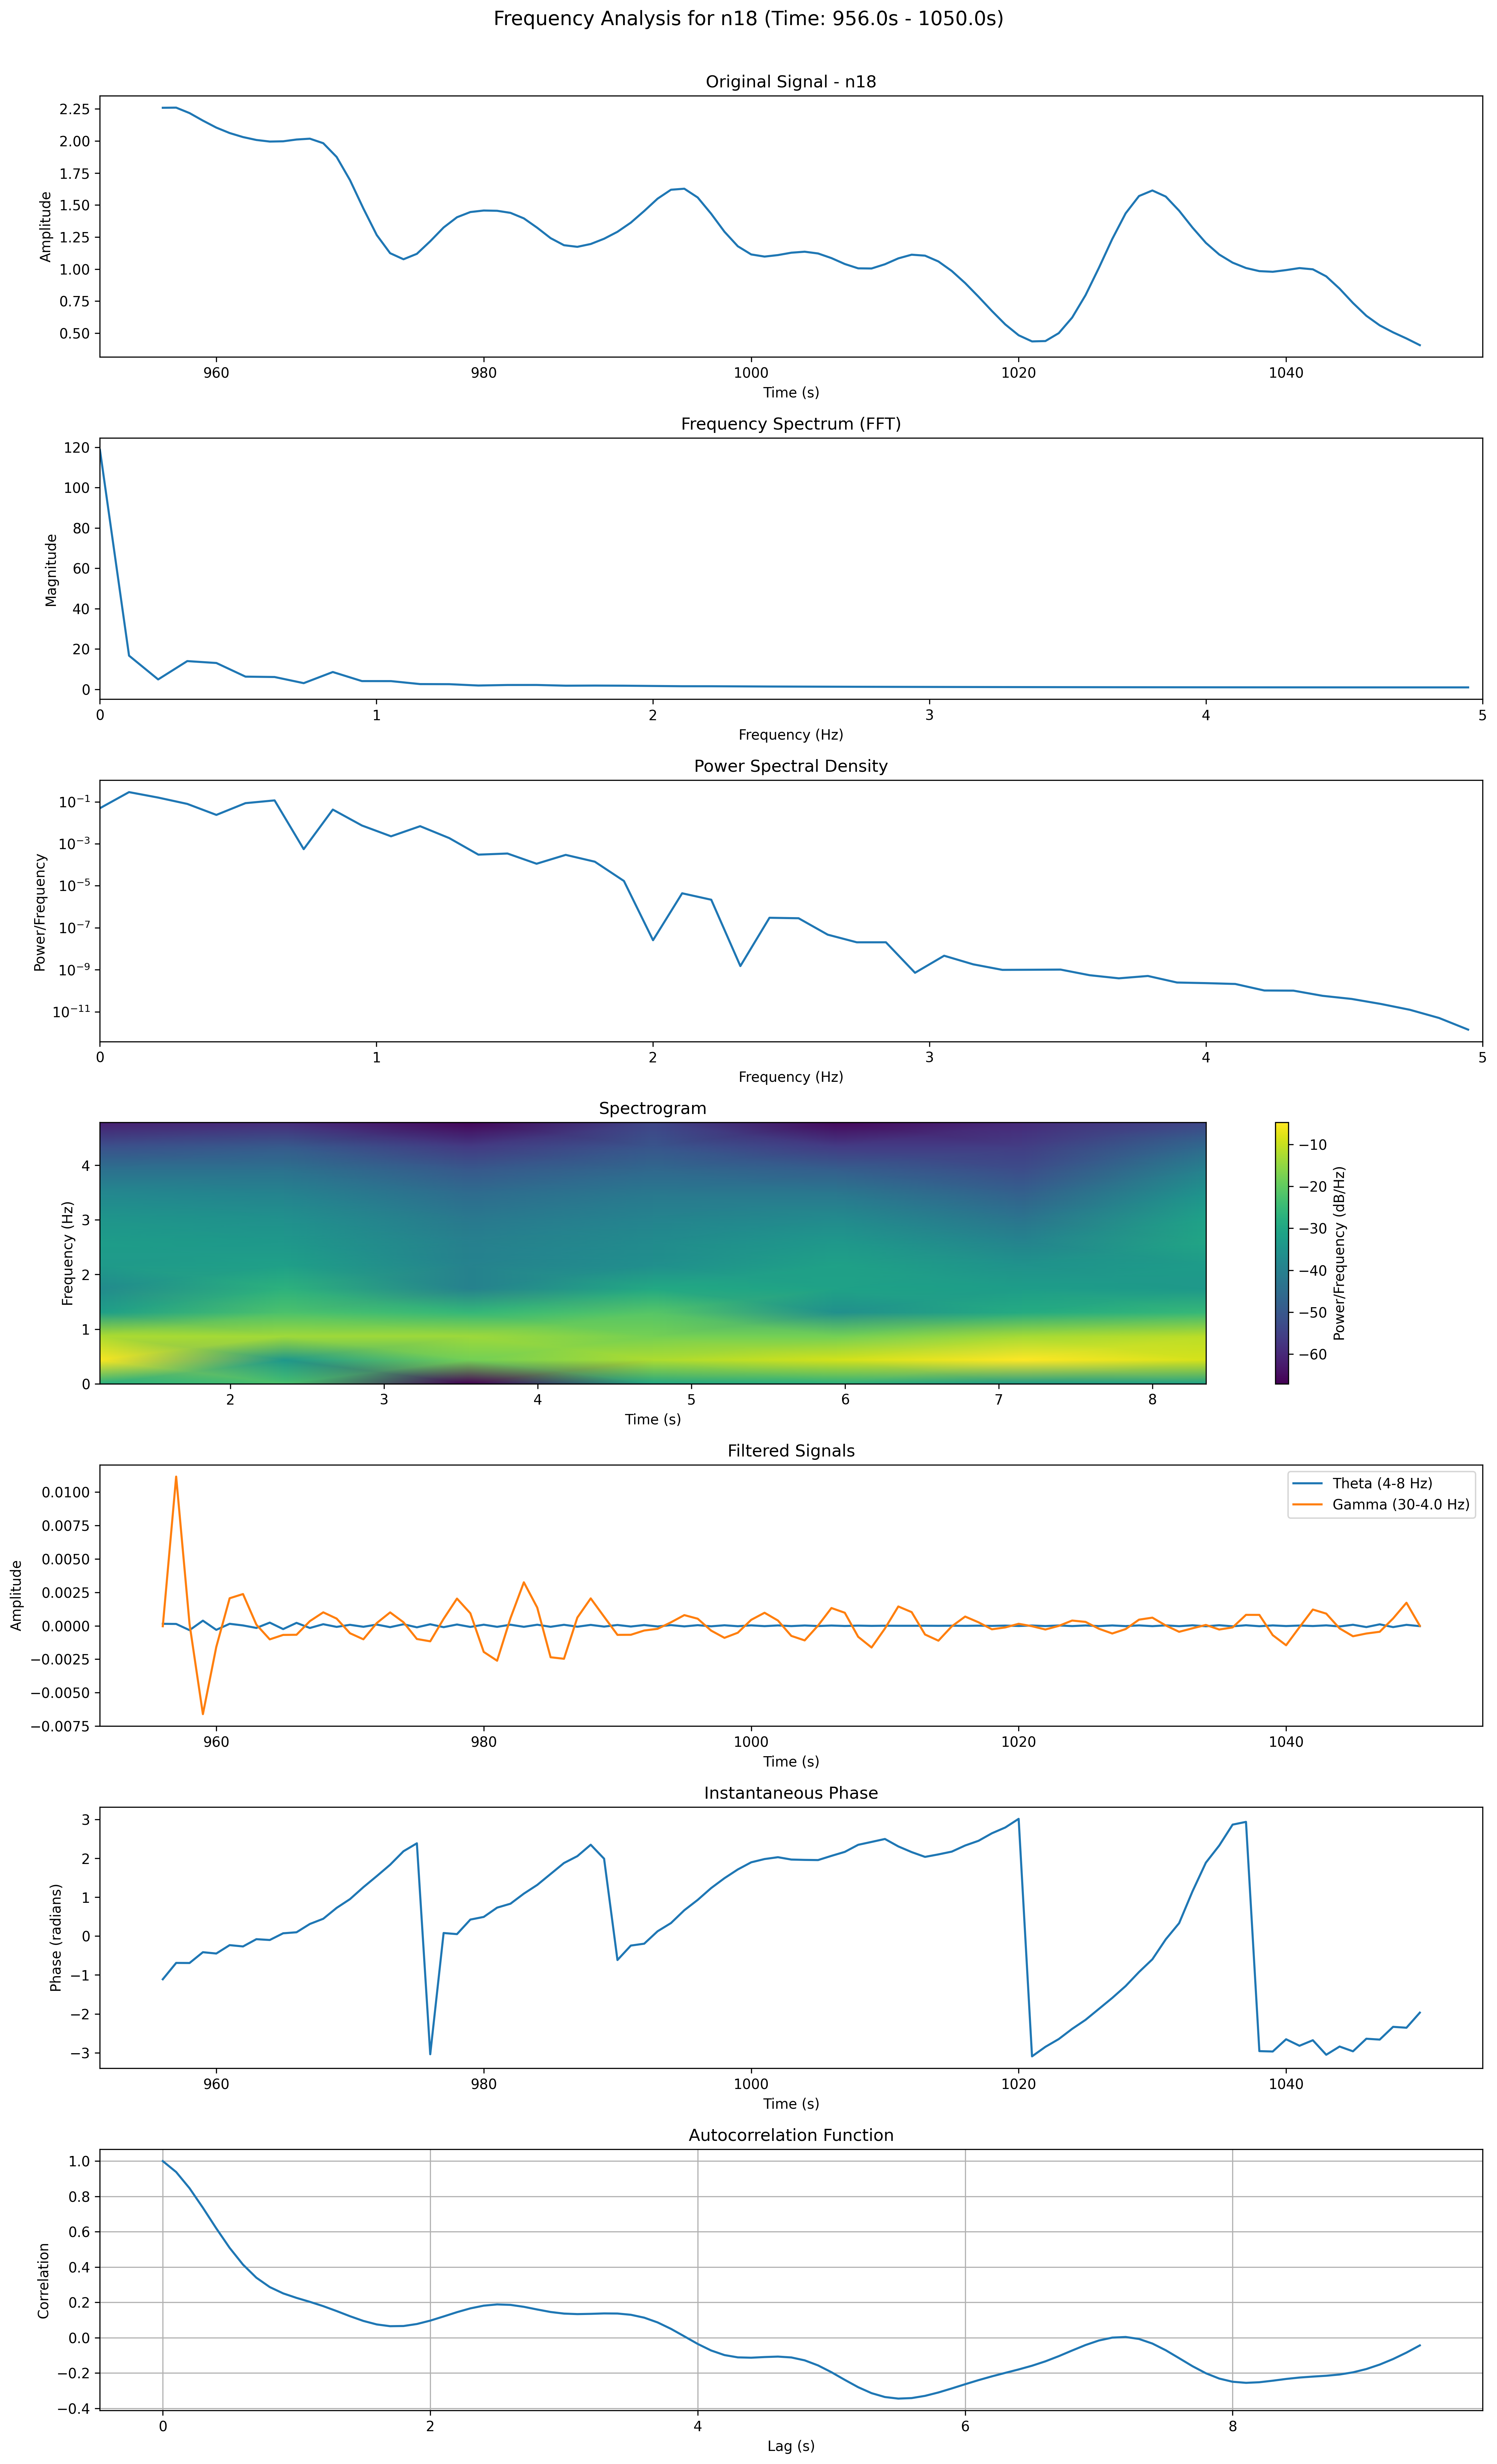 Frequency Analysis for n18 (Time: 956.0s - 1050.0s)
Original Signal - n18
2.25
2.00
1.75
1.50
1.25
1.00
0.75
0.50
Amplitude
960 980 1000 1020 1040
Time (s)
Frequency Spectrum (FFT)
120
100
80
60
40
20
0
Magnitude
0 1 2 3 4 5
Frequency (Hz)
Power Spectral Density
10⁻¹
10⁻³
10⁻⁵
10⁻⁷
10⁻⁹
10⁻¹¹
Power/Frequency
0 1 2 3 4 5
Frequency (Hz)
Spectrogram
4
3
2
1
0
Frequency (Hz)
2 3 4 5 6 7 8
Time (s)
−10
−20
−30
−40
−50
−60
Power/Frequency (dB/Hz)
Filtered Signals
0.0100
0.0075
0.0050
0.0025
0.0000
−0.0025
−0.0050
−0.0075
Amplitude
Theta (4-8 Hz)
Gamma (30-4.0 Hz)
960 980 1000 1020 1040
Time (s)
Instantaneous Phase
3
2
1
0
−1
−2
−3
Phase (radians)
960 980 1000 1020 1040
Time (s)
Autocorrelation Function
1.0
0.8
0.6
0.4
0.2
0.0
−0.2
−0.4
Correlation
0 2 4 6 8
Lag (s)